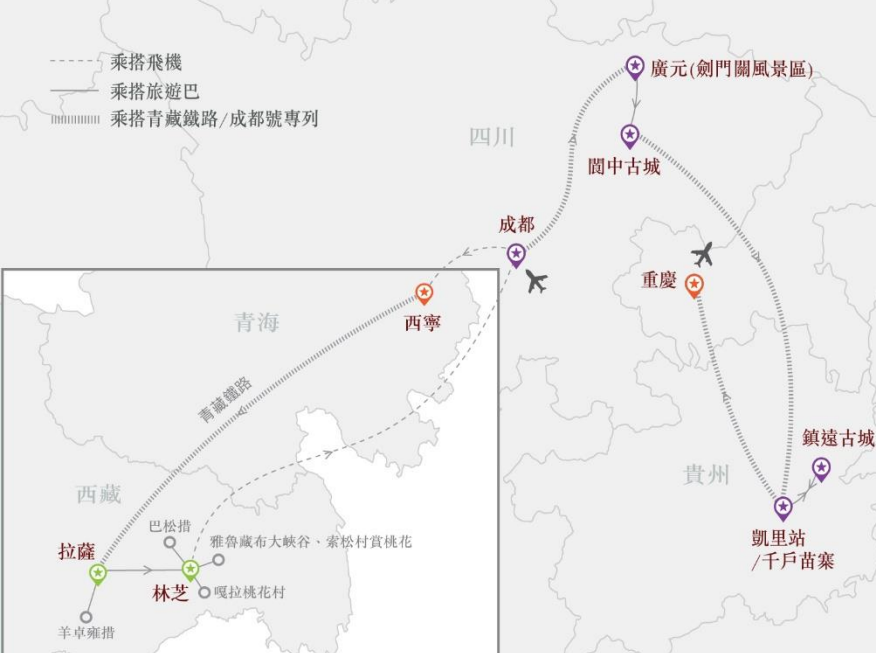 乘搭飛機
乘搭旅遊巴
乘搭青藏鐵路/成都號專列
廣元(劍門關風景區)
四川
閬中古城
成都
重慶
青海
西寧
青藏鐵路
鎮遠古城
貴州
西藏
巴松措
雅魯藏布大峽谷、索松村賞桃花
拉薩
林芝
嘎拉桃花村
凱里站
/千戶苗寨
羊卓雍措